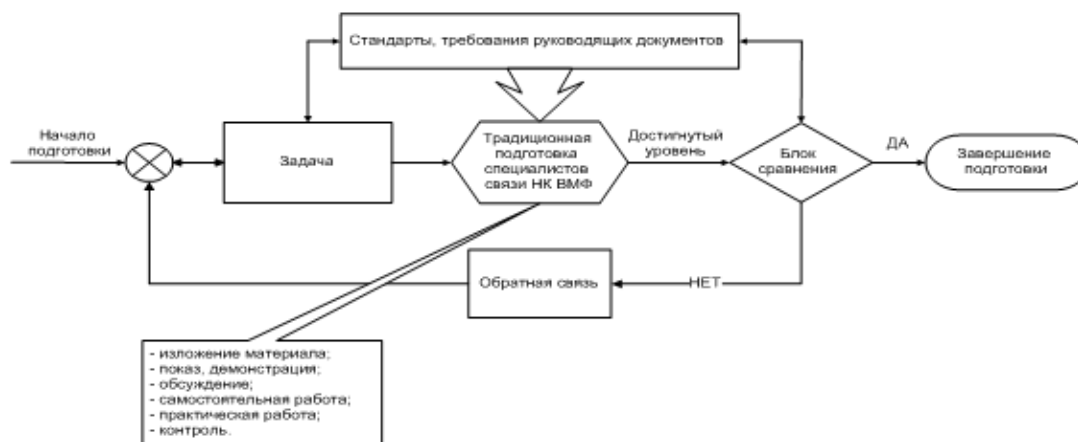 Стандарты, требования руководящих документов
Начало
подготовки
Задача
Традиционная
подготовка
специалистов
связи НК ВМФ
Достигнутый
уровень
Блок
сравнения
ДА
Завершение
подготовки
Обратная связь
НЕТ
- изложение материала;
- показ, демонстрация;
- обсуждение;
- самостоятельная работа;
- практическая работа;
- контроль.